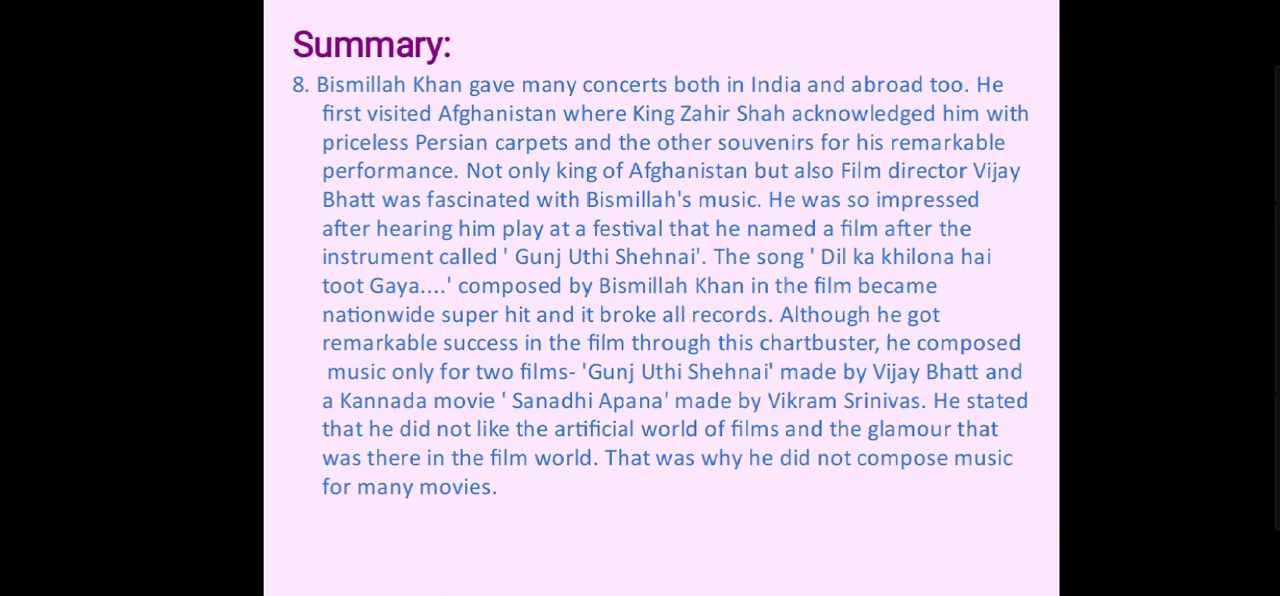 Summary:
8. Bismillah Khan gave many concerts both in India and abroad too. He
first visited Afghanistan where King Zahir Shah acknowledged him with
priceless Persian carpets and the other souvenirs for his remarkable
performance. Not only king of Afghanistan but also Film director Vijay
Bhatt was fascinated with Bismillah's music. He was so impressed
after hearing him play at a festival that he named a film after the
instrument called ' Gunj Uthi Shehnai'. The song ' Dil ka khilona hai
toot Gaya....' composed by Bismillah Khan in the film became
nationwide super hit and it broke all records. Although he got
remarkable success in the film through this chartbuster, he composed
music only for two films- 'Gunj Uthi Shehnai' made by Vijay Bhatt and
a Kannada movie ' Sanadhi Apana' made by Vikram Srinivas. He stated
that he did not like the artificial world of films and the glamour that
was there in the film world. That was why he did not compose music
for many movies.